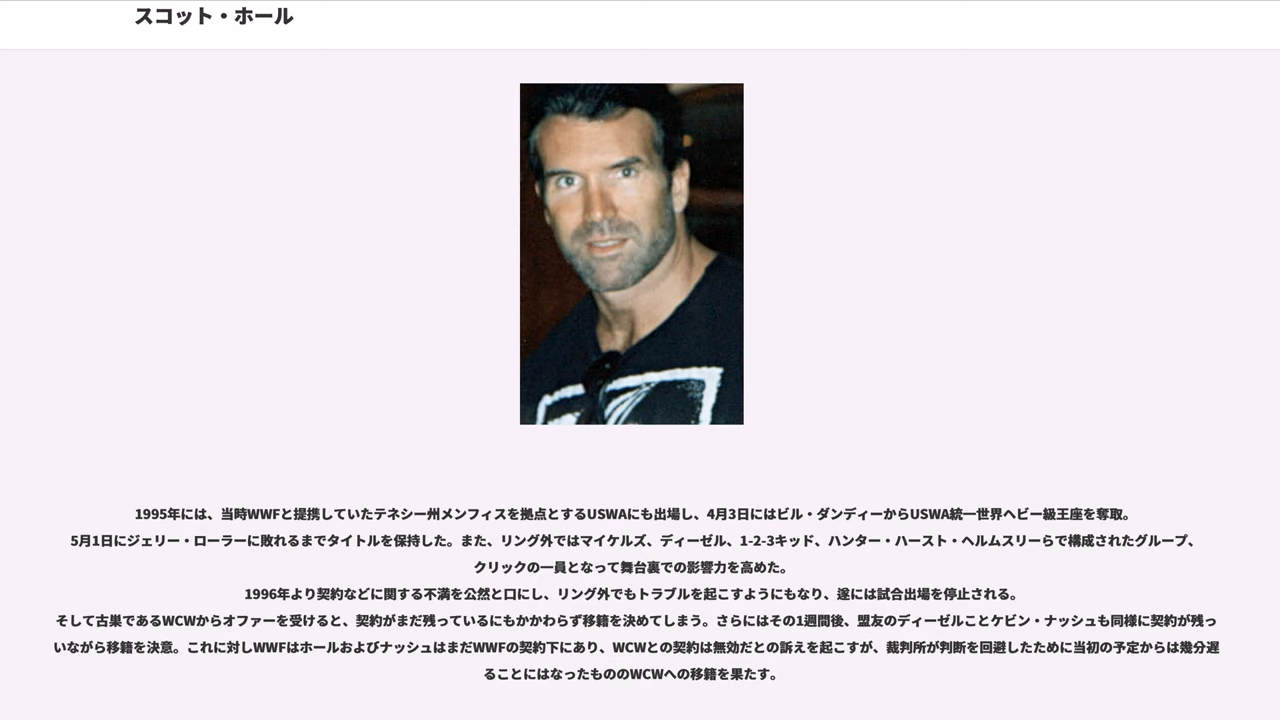 スコット・ホール
1995年には、当時WWFと提携していたテネシー州メンフィスを拠点とするUSWAにも出場し、4月3日にはビル・ダンディーからUSWA統一世界ヘビー級王座を奪取。
5月1日にジェリー・ローラーに敗れるまでタイトルを保持した。また、リング外ではマイケルズ、ディーゼル、1-2-3キッド、ハンター・ハースト・ヘルムスリーらで構成されたグループ、
クリックの一員となって舞台裏での影響力を高めた。
1996年より契約などに関する不満を公然と口にし、リング外でもトラブルを起こすようにもなり、遂には試合出場を停止される。
そして古巣であるWCWからオファーを受けると、契約がまだ残っているにもかかわらず移籍を決めてしまう。さらにはその1週間後、盟友のディーゼルことケビン・ナッシュも同様に契約が残っ
いながら移籍を決意。これに対しWWFはホールおよびナッシュはまだWWFの契約下にあり、WCWとの契約は無効だとの訴えを起こすが、裁判所が判断を回避したために当初の予定からは幾分遅
ることにはなったもののWCWへの移籍を果たす。